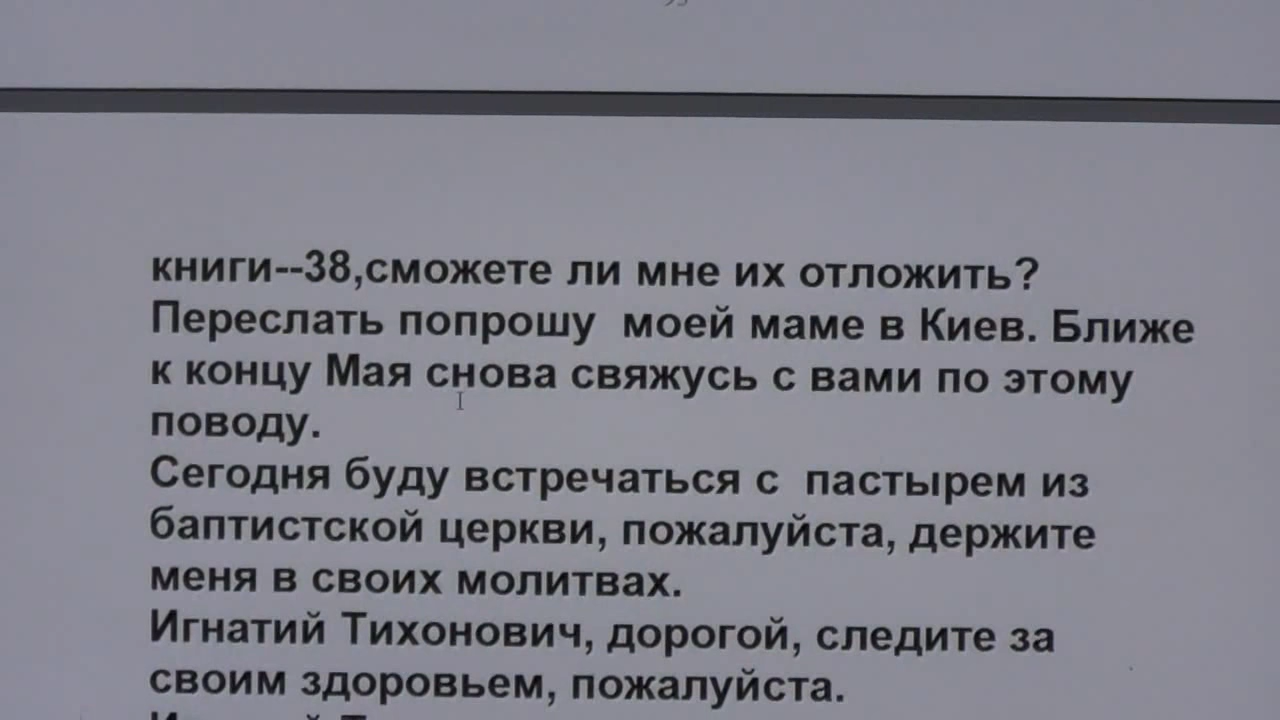 книги--38,сможете ли мне их отложить?
Переслать попрошу  моей маме в Киев. Ближе
к концу Мая снова свяжусь с вами по этому
поводу.
Сегодня буду встречаться с  пастырем из
баптистской церкви, пожалуйста, держите
меня в своих молитвах.
Игнатий Тихонович, дорогой, следите за
своим здоровьем, пожалуйста.